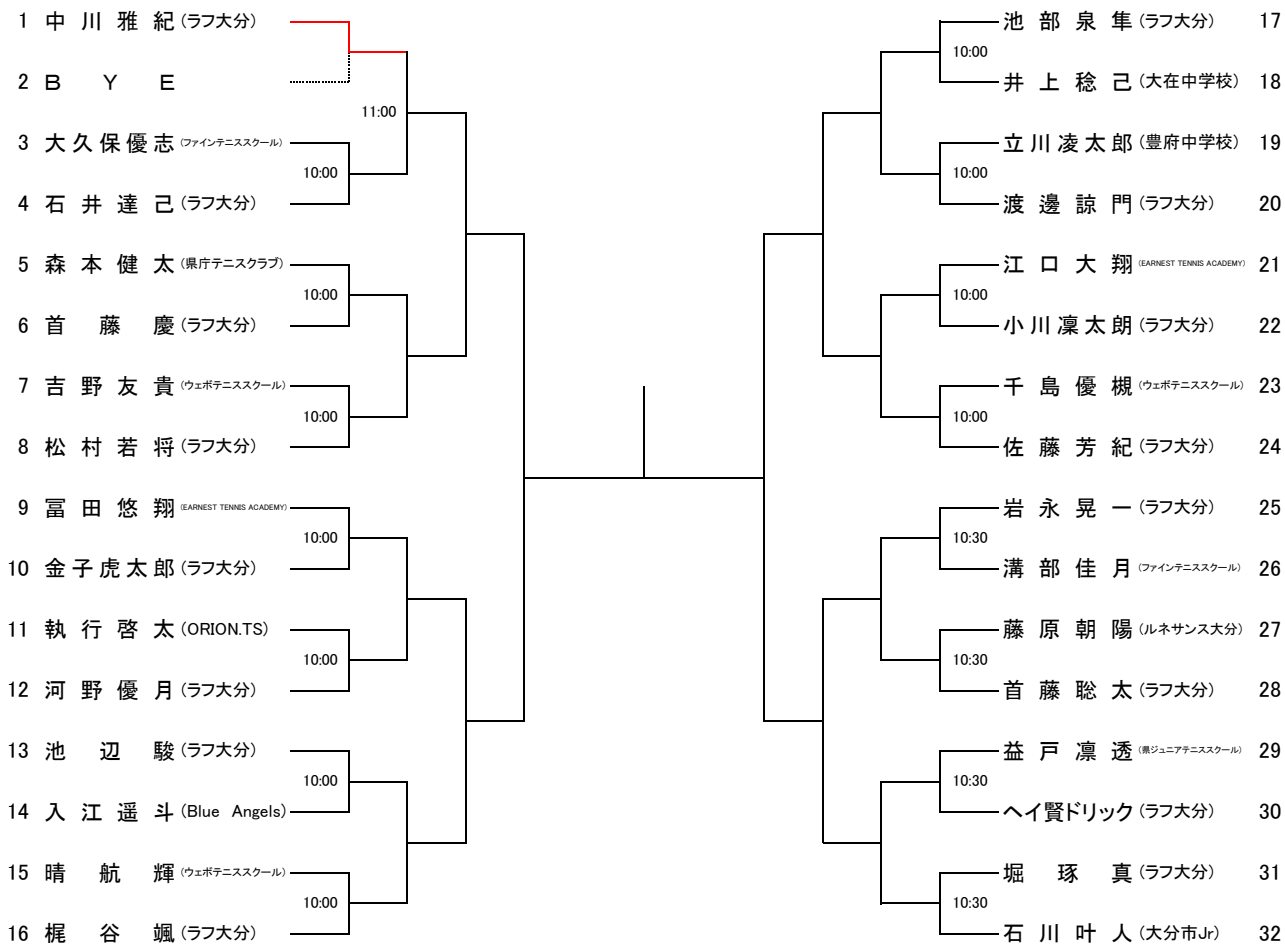 1 中川雅紀 (ラフ大分)
2 B Y E
11:00
3 大久保優志 (ファインテニススクール)
10:00
4 石井達己 (ラフ大分)
5 森本健太 (県庁テニスクラブ)
10:00
6 首藤慶 (ラフ大分)
7 吉野友貴 (ウェボテニススクール)
10:00
8 松村若将 (ラフ大分)
9 冨田悠翔 (EARNEST TENNIS ACADEMY)
10:00
10 金子虎太郎 (ラフ大分)
11 執行啓太 (ORION.TS)
10:00
12 河野優月 (ラフ大分)
13 池辺駿 (ラフ大分)
10:00
14 入江遥斗 (Blue Angels)
15 晴航輝 (ウェボテニススクール)
10:00
16 梶谷颯 (ラフ大分)
池部泉隼 (ラフ大分) 17
10:00
井上稔己 (大在中学校) 18
立川凌太郎 (豊府中学校) 19
10:00
渡邊諒門 (ラフ大分) 20
江口大翔 (EARNEST TENNIS ACADEMY) 21
10:00
小川凜太朗 (ラフ大分) 22
千島優槻 (ウェボテニススクール) 23
10:00
佐藤芳紀 (ラフ大分) 24
岩永晃一 (ラフ大分) 25
10:30
溝部佳月 (ファインテニススクール) 26
藤原朝陽 (ルネサンス大分) 27
10:30
首藤聡太 (ラフ大分) 28
益戸凛透 (県ジュニアテニススクール) 29
10:30
ヘイ賢ドリック (ラフ大分) 30
堀琢真 (ラフ大分) 31
10:30
石川叶人 (大分市Jr) 32